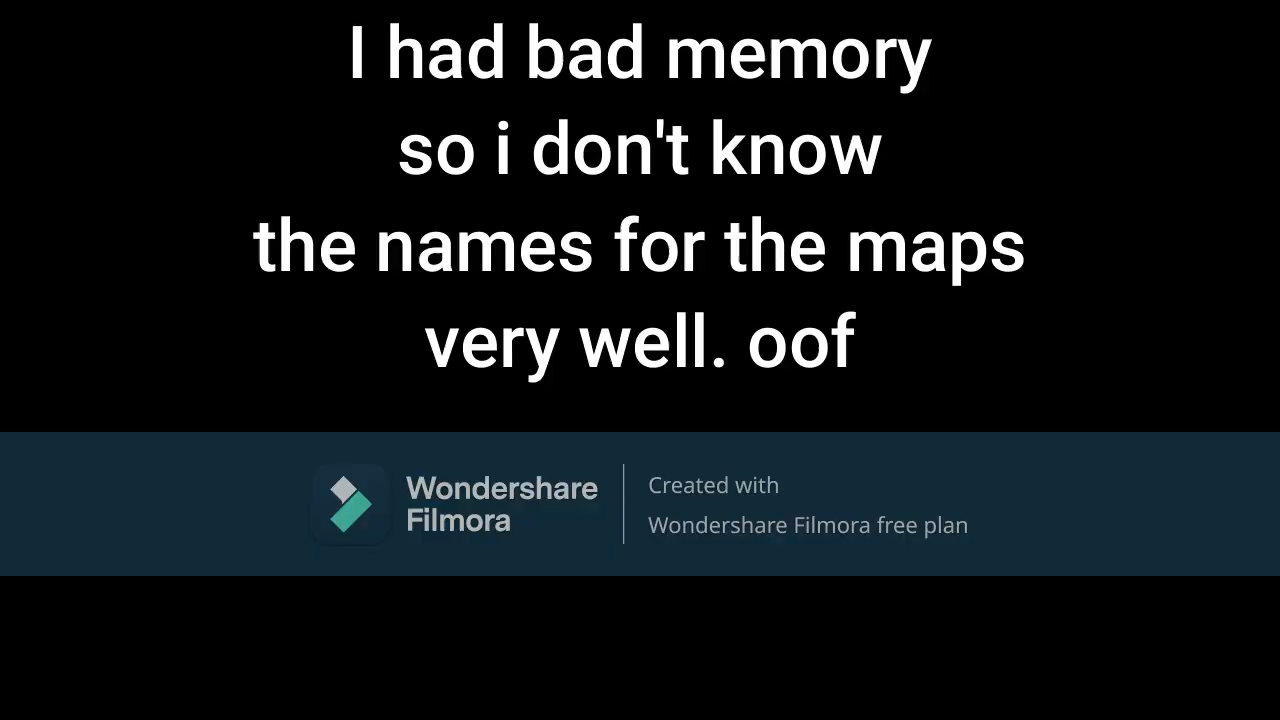 I had bad memory
so i don't know
the names for the maps
very well. oof
Wondershare
Filmora
Created with
Wondershare Filmora free plan